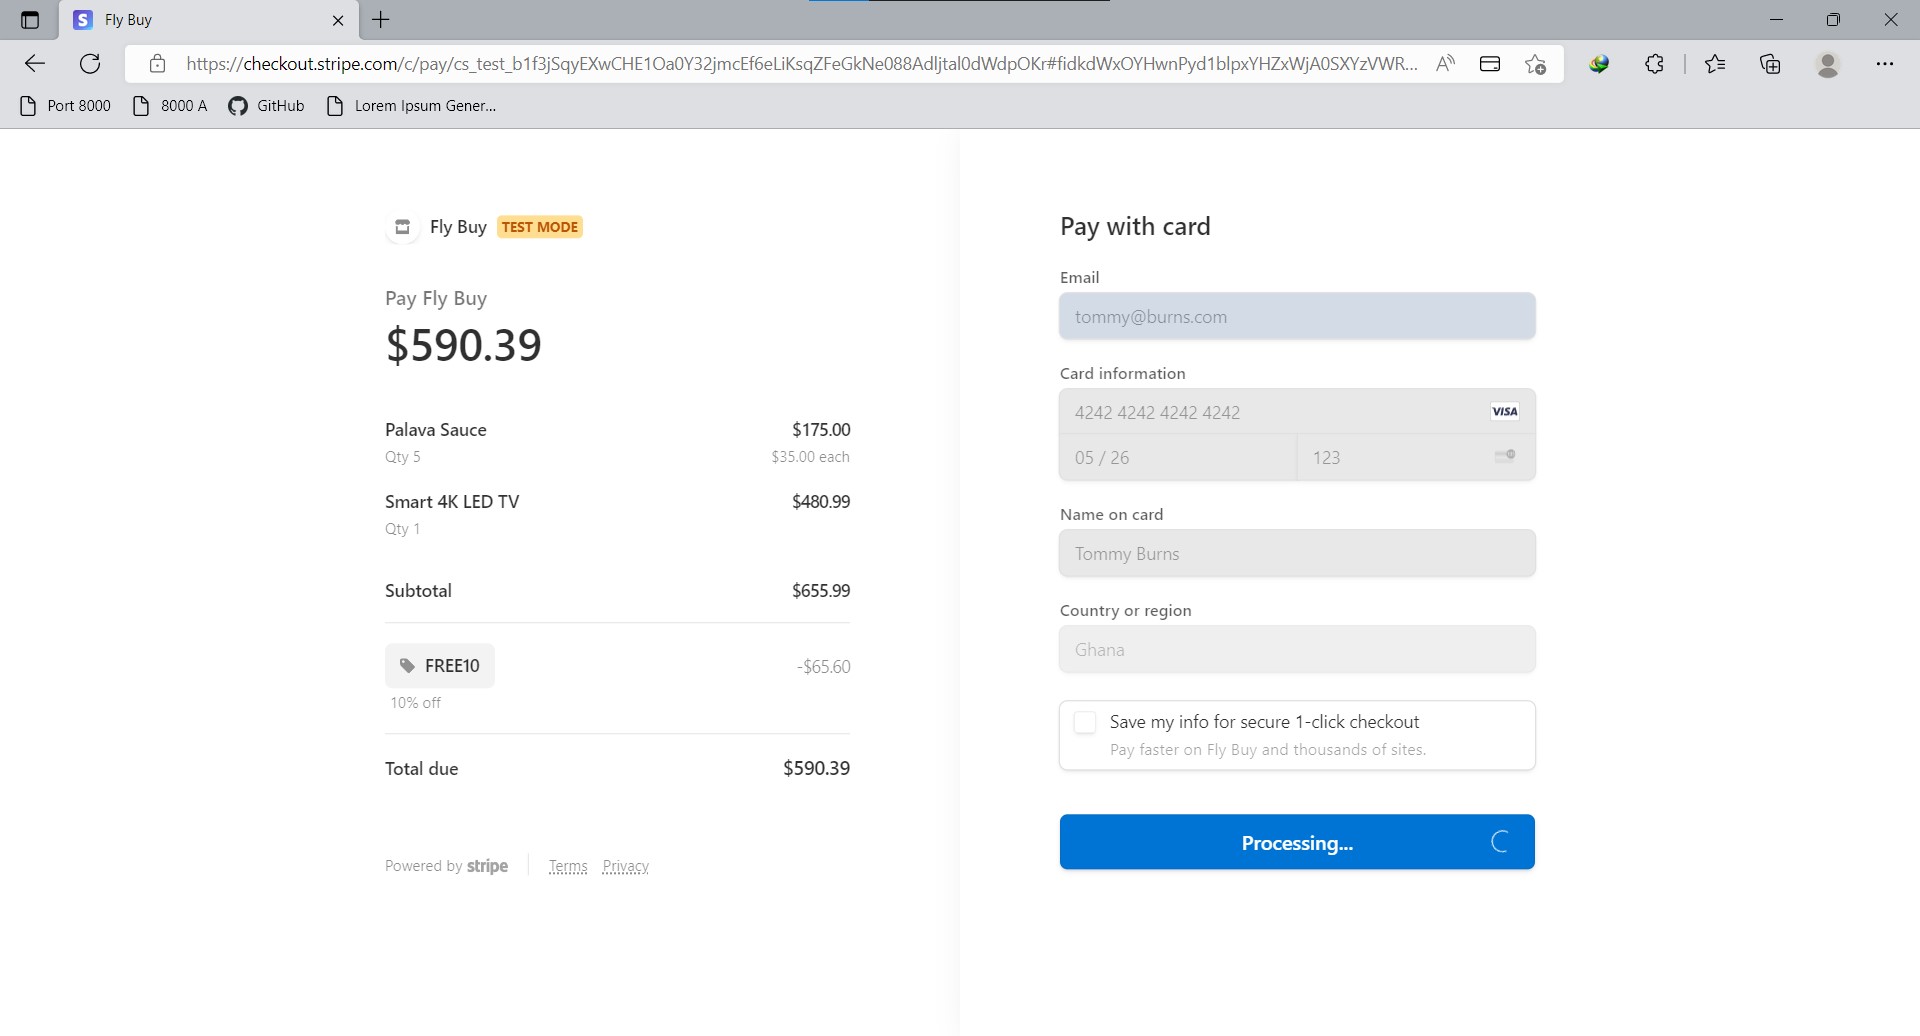 Fly Buy
https://checkout.stripe.com/c/pay/cs_test_b1f3jSqyEXwCHE1Oa0Y32jmcEf6eLiKsqZFeGkNe088AdIjtal0dWdpOKr#fidkdWxOYHwnPyd1blpxYHZxWjA0SXYzVWR...
Port 8000
8000 A
GitHub
Lorem Ipsum Gener...
Fly Buy TEST MODE
Pay Fly Buy
$590.39
Palava Sauce $175.00
Qty 5 $35.00 each
Smart 4K LED TV $480.99
Qty 1
Subtotal $655.99
FREE10 -$65.60
10% off
Total due $590.39
Powered by stripe Terms Privacy
Pay with card
Email
tommy@burns.com
Card information
4242 4242 4242 4242 VISA
05 / 26 123
Name on card
Tommy Burns
Country or region
Ghana
Save my info for secure 1-click checkout
Pay faster on Fly Buy and thousands of sites.
Processing...